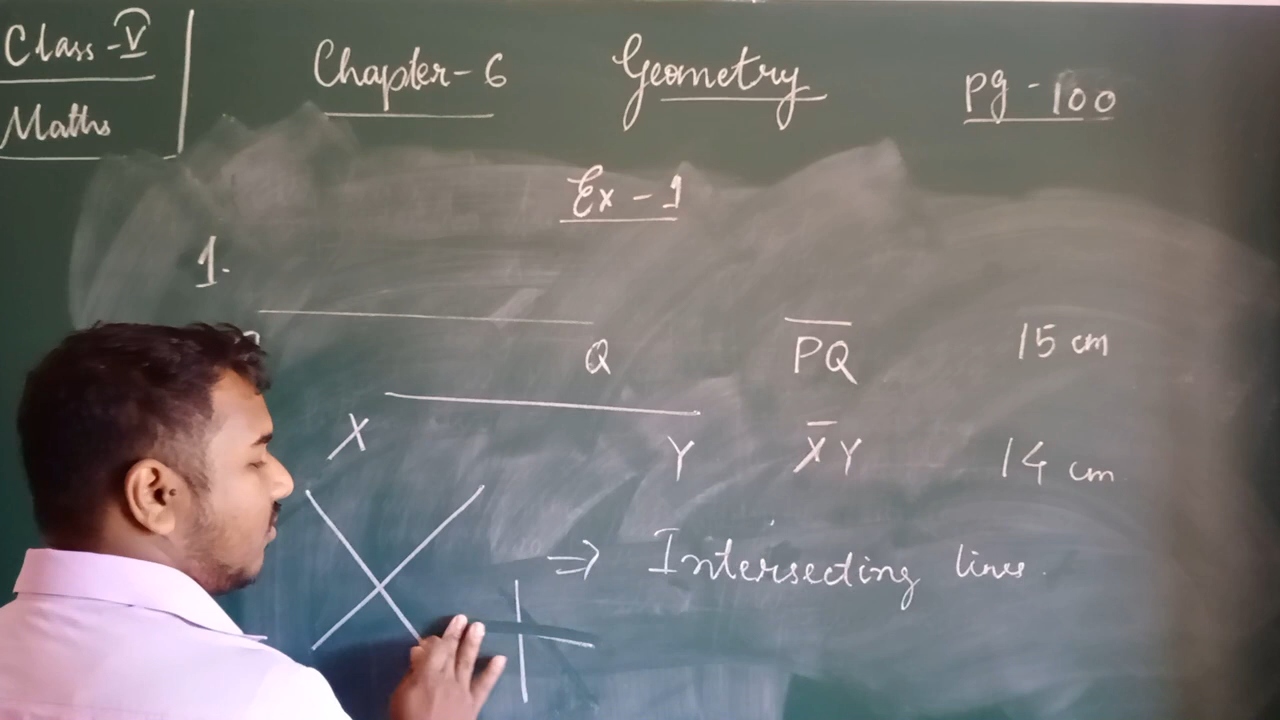 Class - V
Maths
Chapter - 6 Geometry Pg - 100
Ex - 1
1.
Q PQ 15 cm
X Y XY 14 cm
⇒ Intersecting lines.